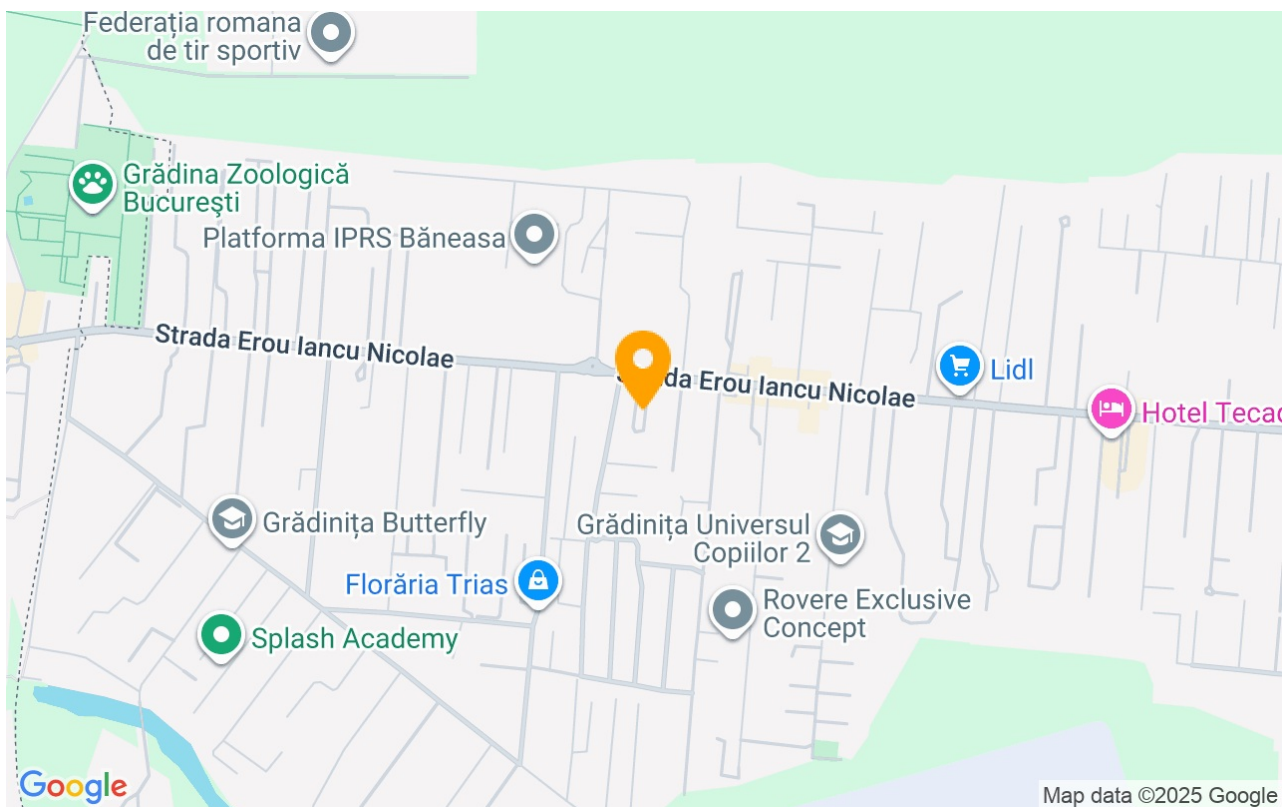 Federația romana
de tir sportiv
Grădina Zoologică
București
Platforma IPRS Băneasa
Strada Erou Iancu Nicolae
Strada Erou Iancu Nicolae
Lidl
Hotel Tecad
Grădinița Butterfly
Grădinița Universul
Copiilor 2
Florăria Trias
Rovere Exclusive
Concept
Splash Academy
Google
Map data ©2025 Google